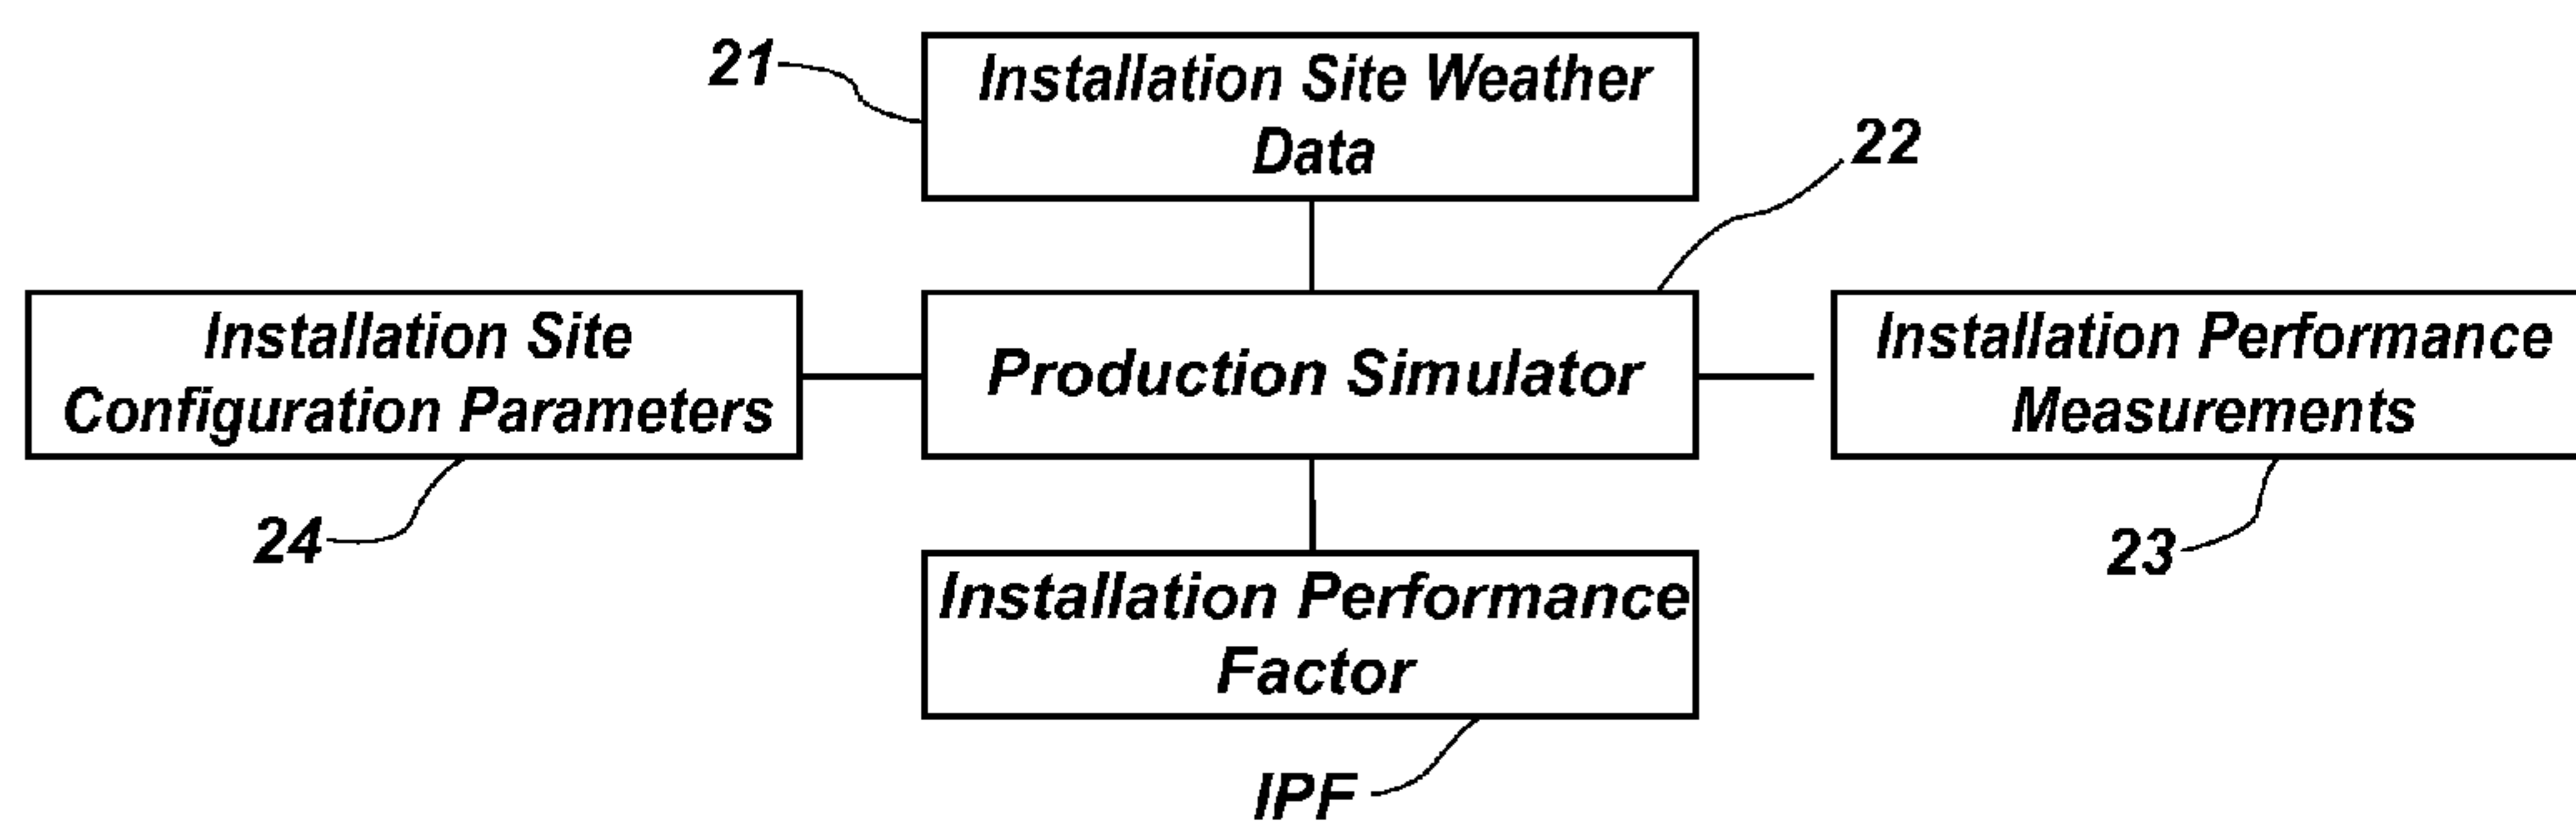 21
Installation Site Weather
Data
22
Installation Site
Configuration Parameters
Production Simulator
Installation Performance
Measurements
24
23
Installation Performance
Factor
IPF